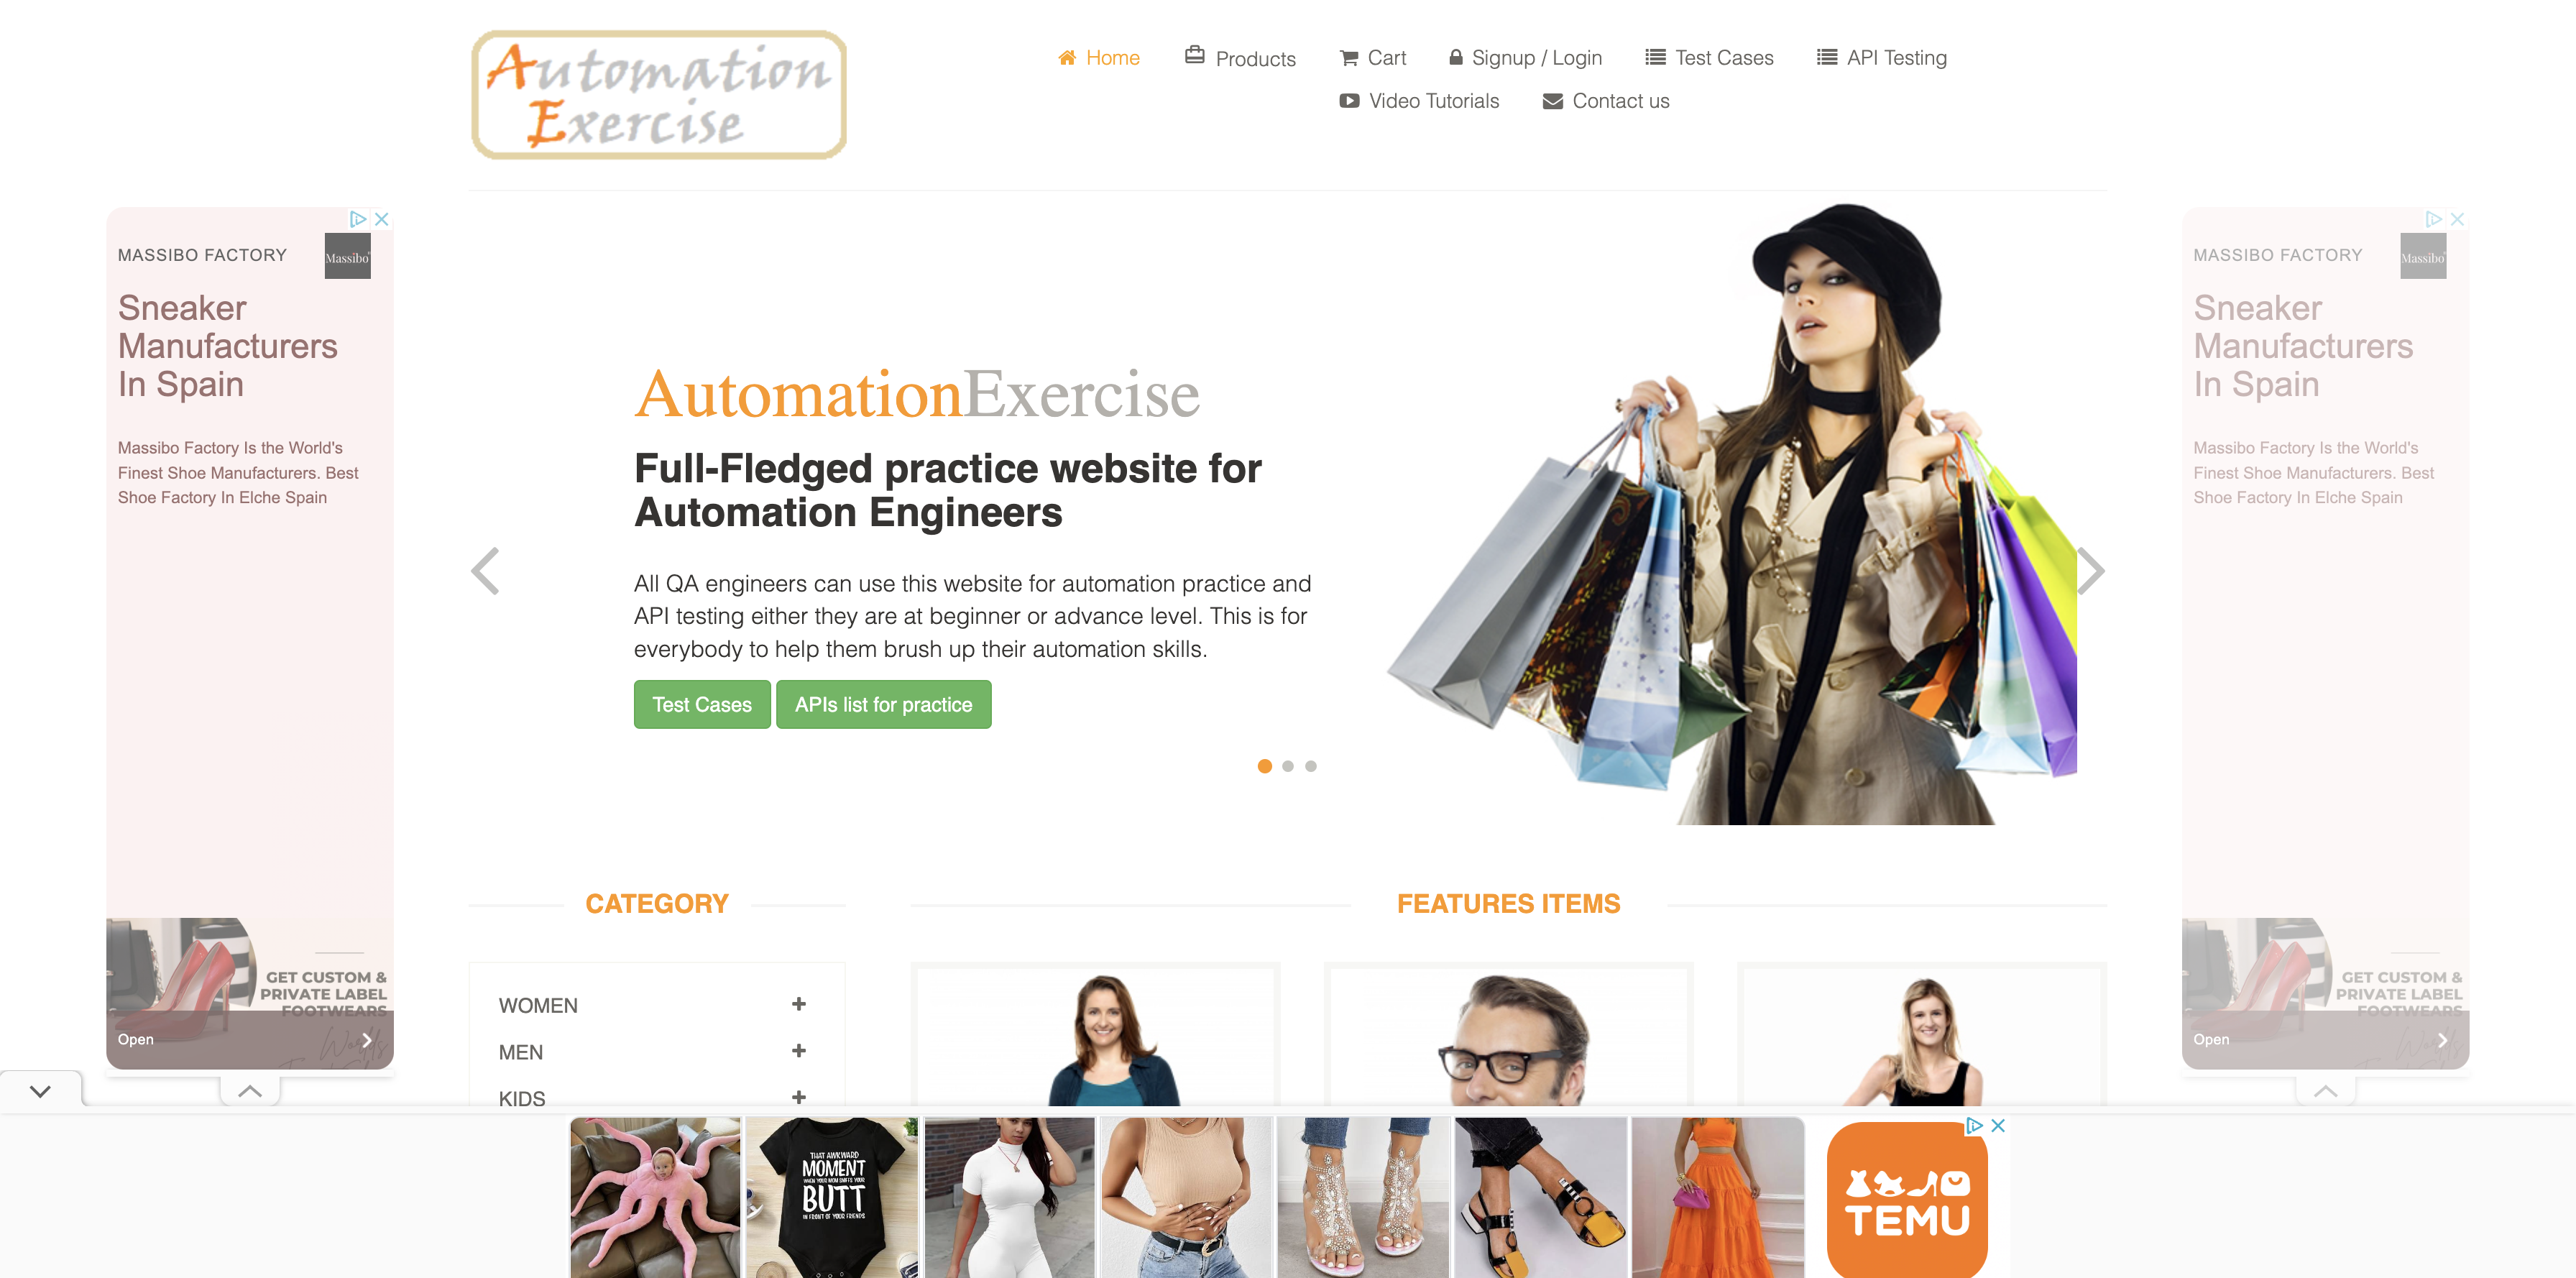 Automation
Exercise
Home
Products
Cart
Signup / Login
Test Cases
API Testing
Video Tutorials
Contact us
MASSIBO FACTORY
Massibo
Sneaker
Manufacturers
In Spain
Massibo Factory Is the World's
Finest Shoe Manufacturers. Best
Shoe Factory In Elche Spain
GET CUSTOM &
PRIVATE LABEL
FOOTWEARS
Open
AutomationExercise
Full-Fledged practice website for
Automation Engineers
All QA engineers can use this website for automation practice and
API testing either they are at beginner or advance level. This is for
everybody to help them brush up their automation skills.
Test Cases
APIs list for practice
MASSIBO FACTORY
Massibo
Sneaker
Manufacturers
In Spain
Massibo Factory Is the World's
Finest Shoe Manufacturers. Best
Shoe Factory In Elche Spain
GET CUSTOM &
PRIVATE LABEL
FOOTWEARS
Open
CATEGORY
WOMEN
MEN
KIDS
FEATURES ITEMS
THAT AWKWARD
MOMENT
WHEN YOUR MOM SNIFFS YOUR
BUTT
IN FRONT OF YOUR FRIENDS
TEMU